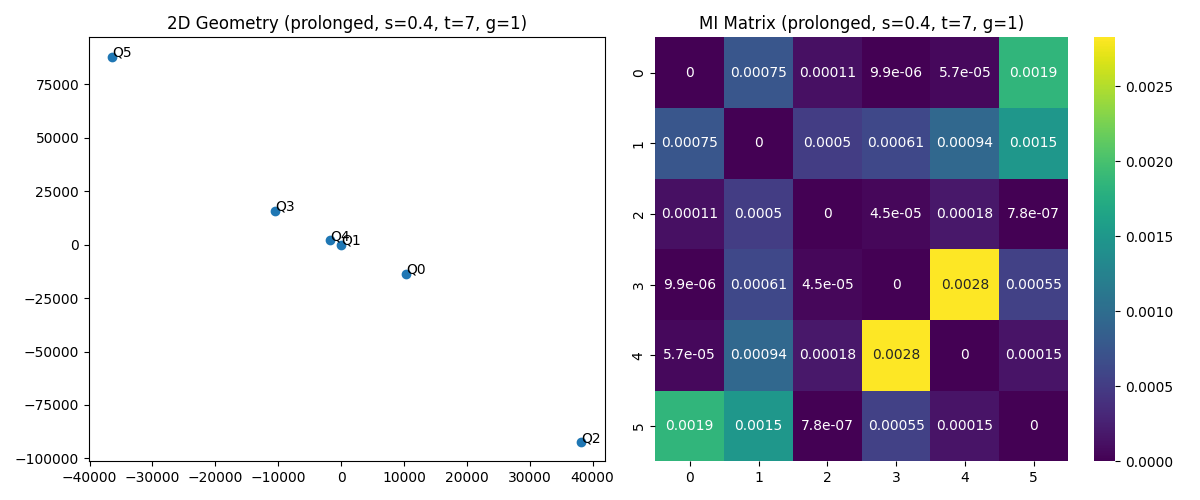 2D Geometry (prolonged, s=0.4, t=7, g=1)
Q5
Q3
Q4
Q1
Q0
Q2
75000
50000
25000
0
−25000
−50000
−75000
−100000
−40000 −30000 −20000 −10000 0 10000 20000 30000 40000
MI Matrix (prolonged, s=0.4, t=7, g=1)
0 0 0.00075 0.00011 9.9e-06 5.7e-05 0.0019
1 0.00075 0 0.0005 0.00061 0.00094 0.0015
2 0.00011 0.0005 0 4.5e-05 0.00018 7.8e-07
3 9.9e-06 0.00061 4.5e-05 0 0.0028 0.00055
4 5.7e-05 0.00094 0.00018 0.0028 0 0.00015
5 0.0019 0.0015 7.8e-07 0.00055 0.00015 0
0 1 2 3 4 5
0.0025
0.0020
0.0015
0.0010
0.0005
0.0000